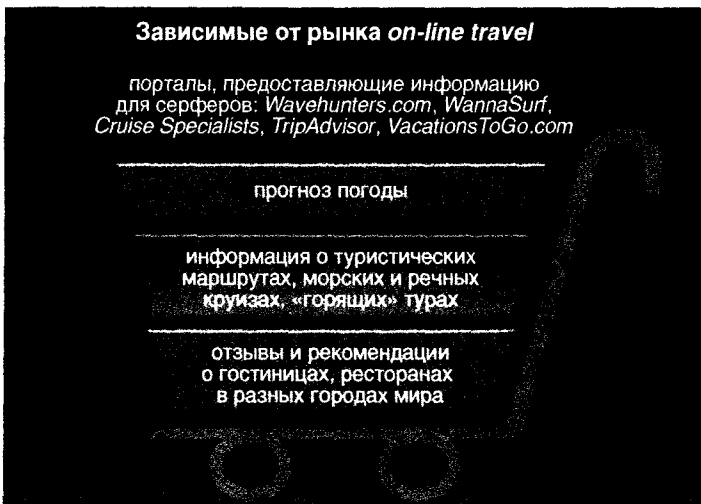 Зависимые от рынка on-line travel
порталы, предоставляющие информацию
для серферов: Wavehunters.com, WannaSurf,
Cruise Specialists, TripAdvisor, VacationsToGo.com
прогноз погоды
информация о туристических
маршрутах, морских и речных
круизах, «горящих» турах
отзывы и рекомендации
о гостиницах, ресторанах
в разных городах мира